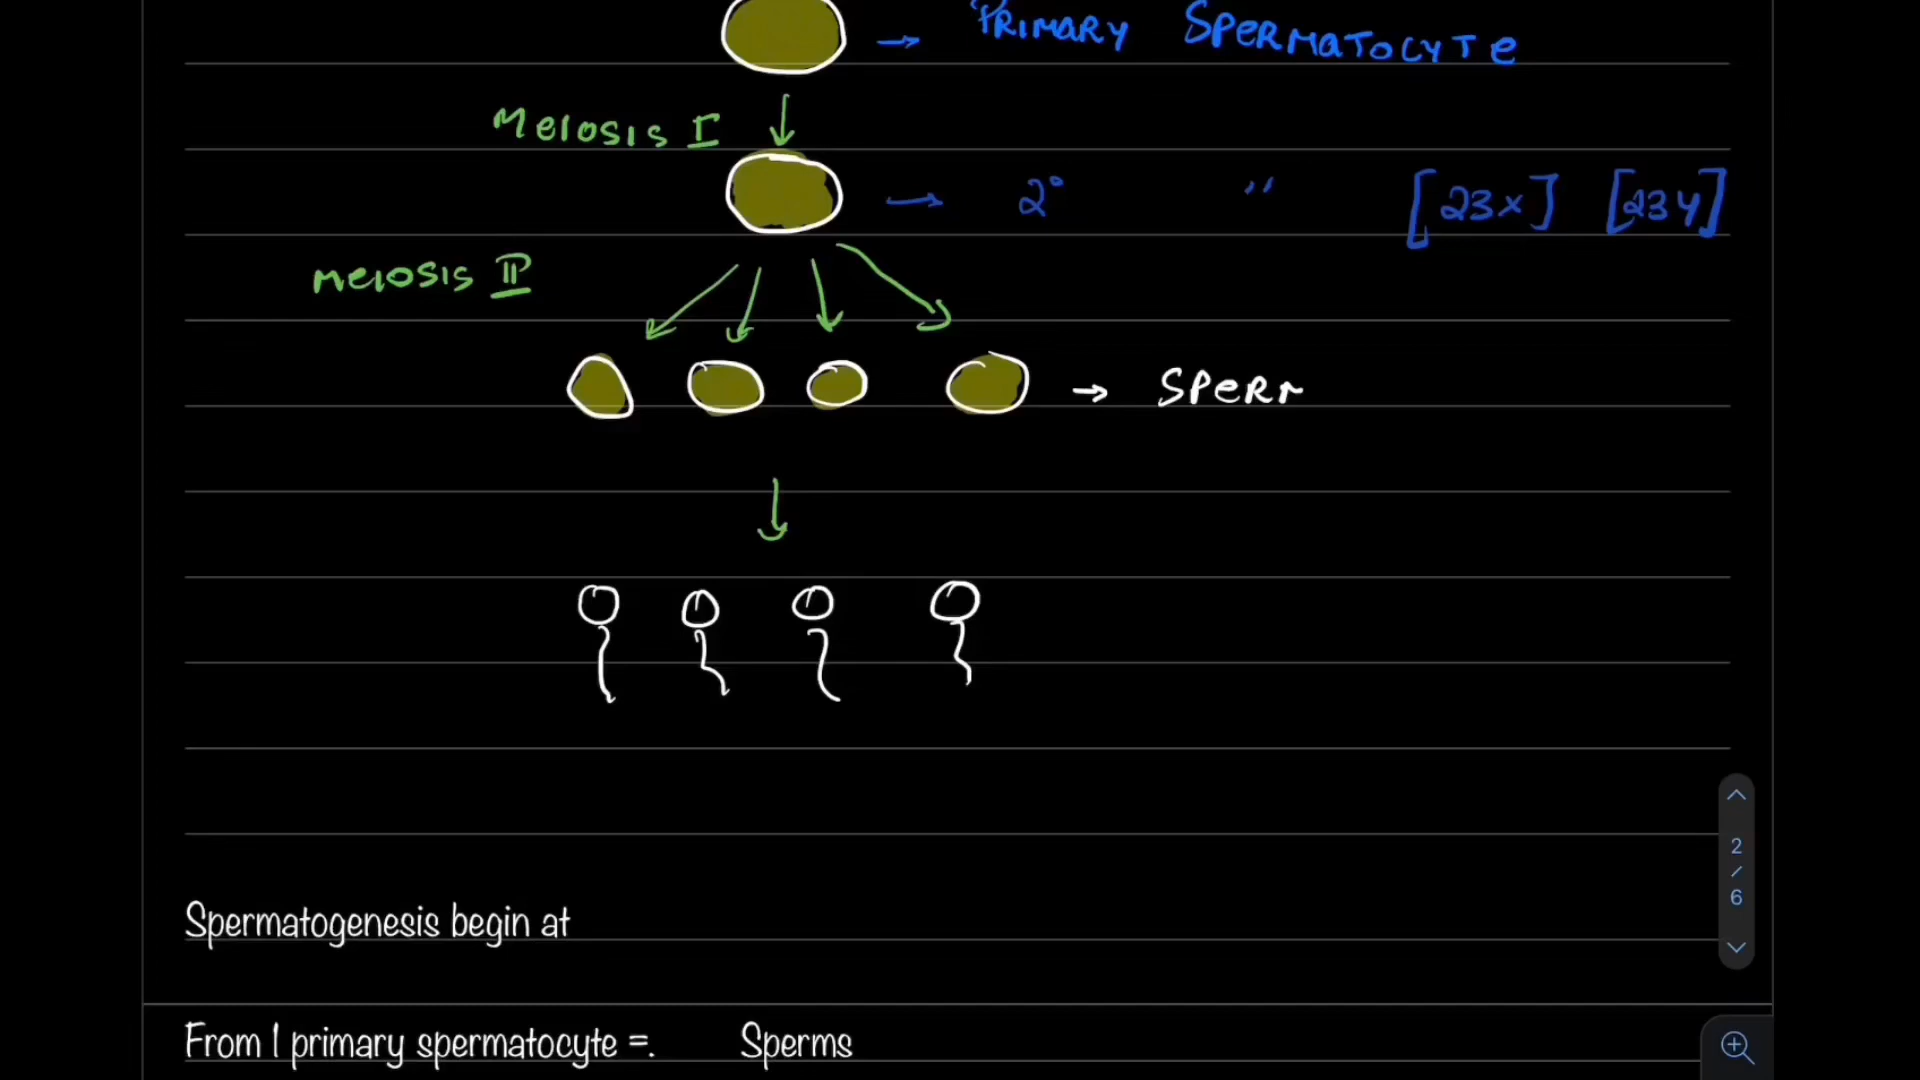 → PRIMARY SPERMATOCYTE
MEIOSIS I
→ 2° " [23x] [23y]
MEIOSIS II
→ SPERM
Spermatogenesis begin at
From 1 primary spermatocyte =. Sperms
2
/
6